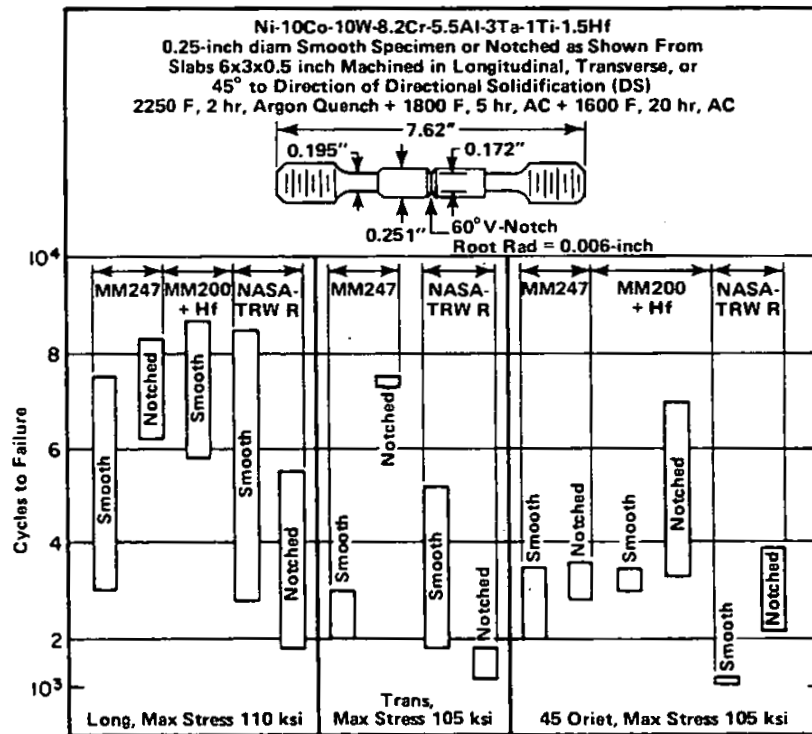 Ni-10Co-10W-8.2Cr-5.5Al-3Ta-1Ti-1.5Hf
0.25-inch diam Smooth Specimen or Notched as Shown From
Slabs 6x3x0.5 inch Machined in Longitudinal, Transverse, or
45° to Direction of Directional Solidification (DS)
2250 F, 2 hr, Argon Quench + 1800 F, 5 hr, AC + 1600 F, 20 hr, AC
7.62"
0.195"
0.172"
0.251"
60° V-Notch
Root Rad = 0.006-inch
Cycles to Failure
10⁴
8
6
4
2
10³
MM247
MM200
+ Hf
NASA-
TRW R
Smooth
Notched
Smooth
Smooth
Notched
Long, Max Stress 110 ksi
MM247
NASA-
TRW R
Smooth
Notched
Smooth
Notched
Trans,
Max Stress 105 ksi
MM247
MM200
+ Hf
NASA-
TRW R
Smooth
Notched
Smooth
Notched
Smooth
Notched
45 Oriet, Max Stress 105 ksi